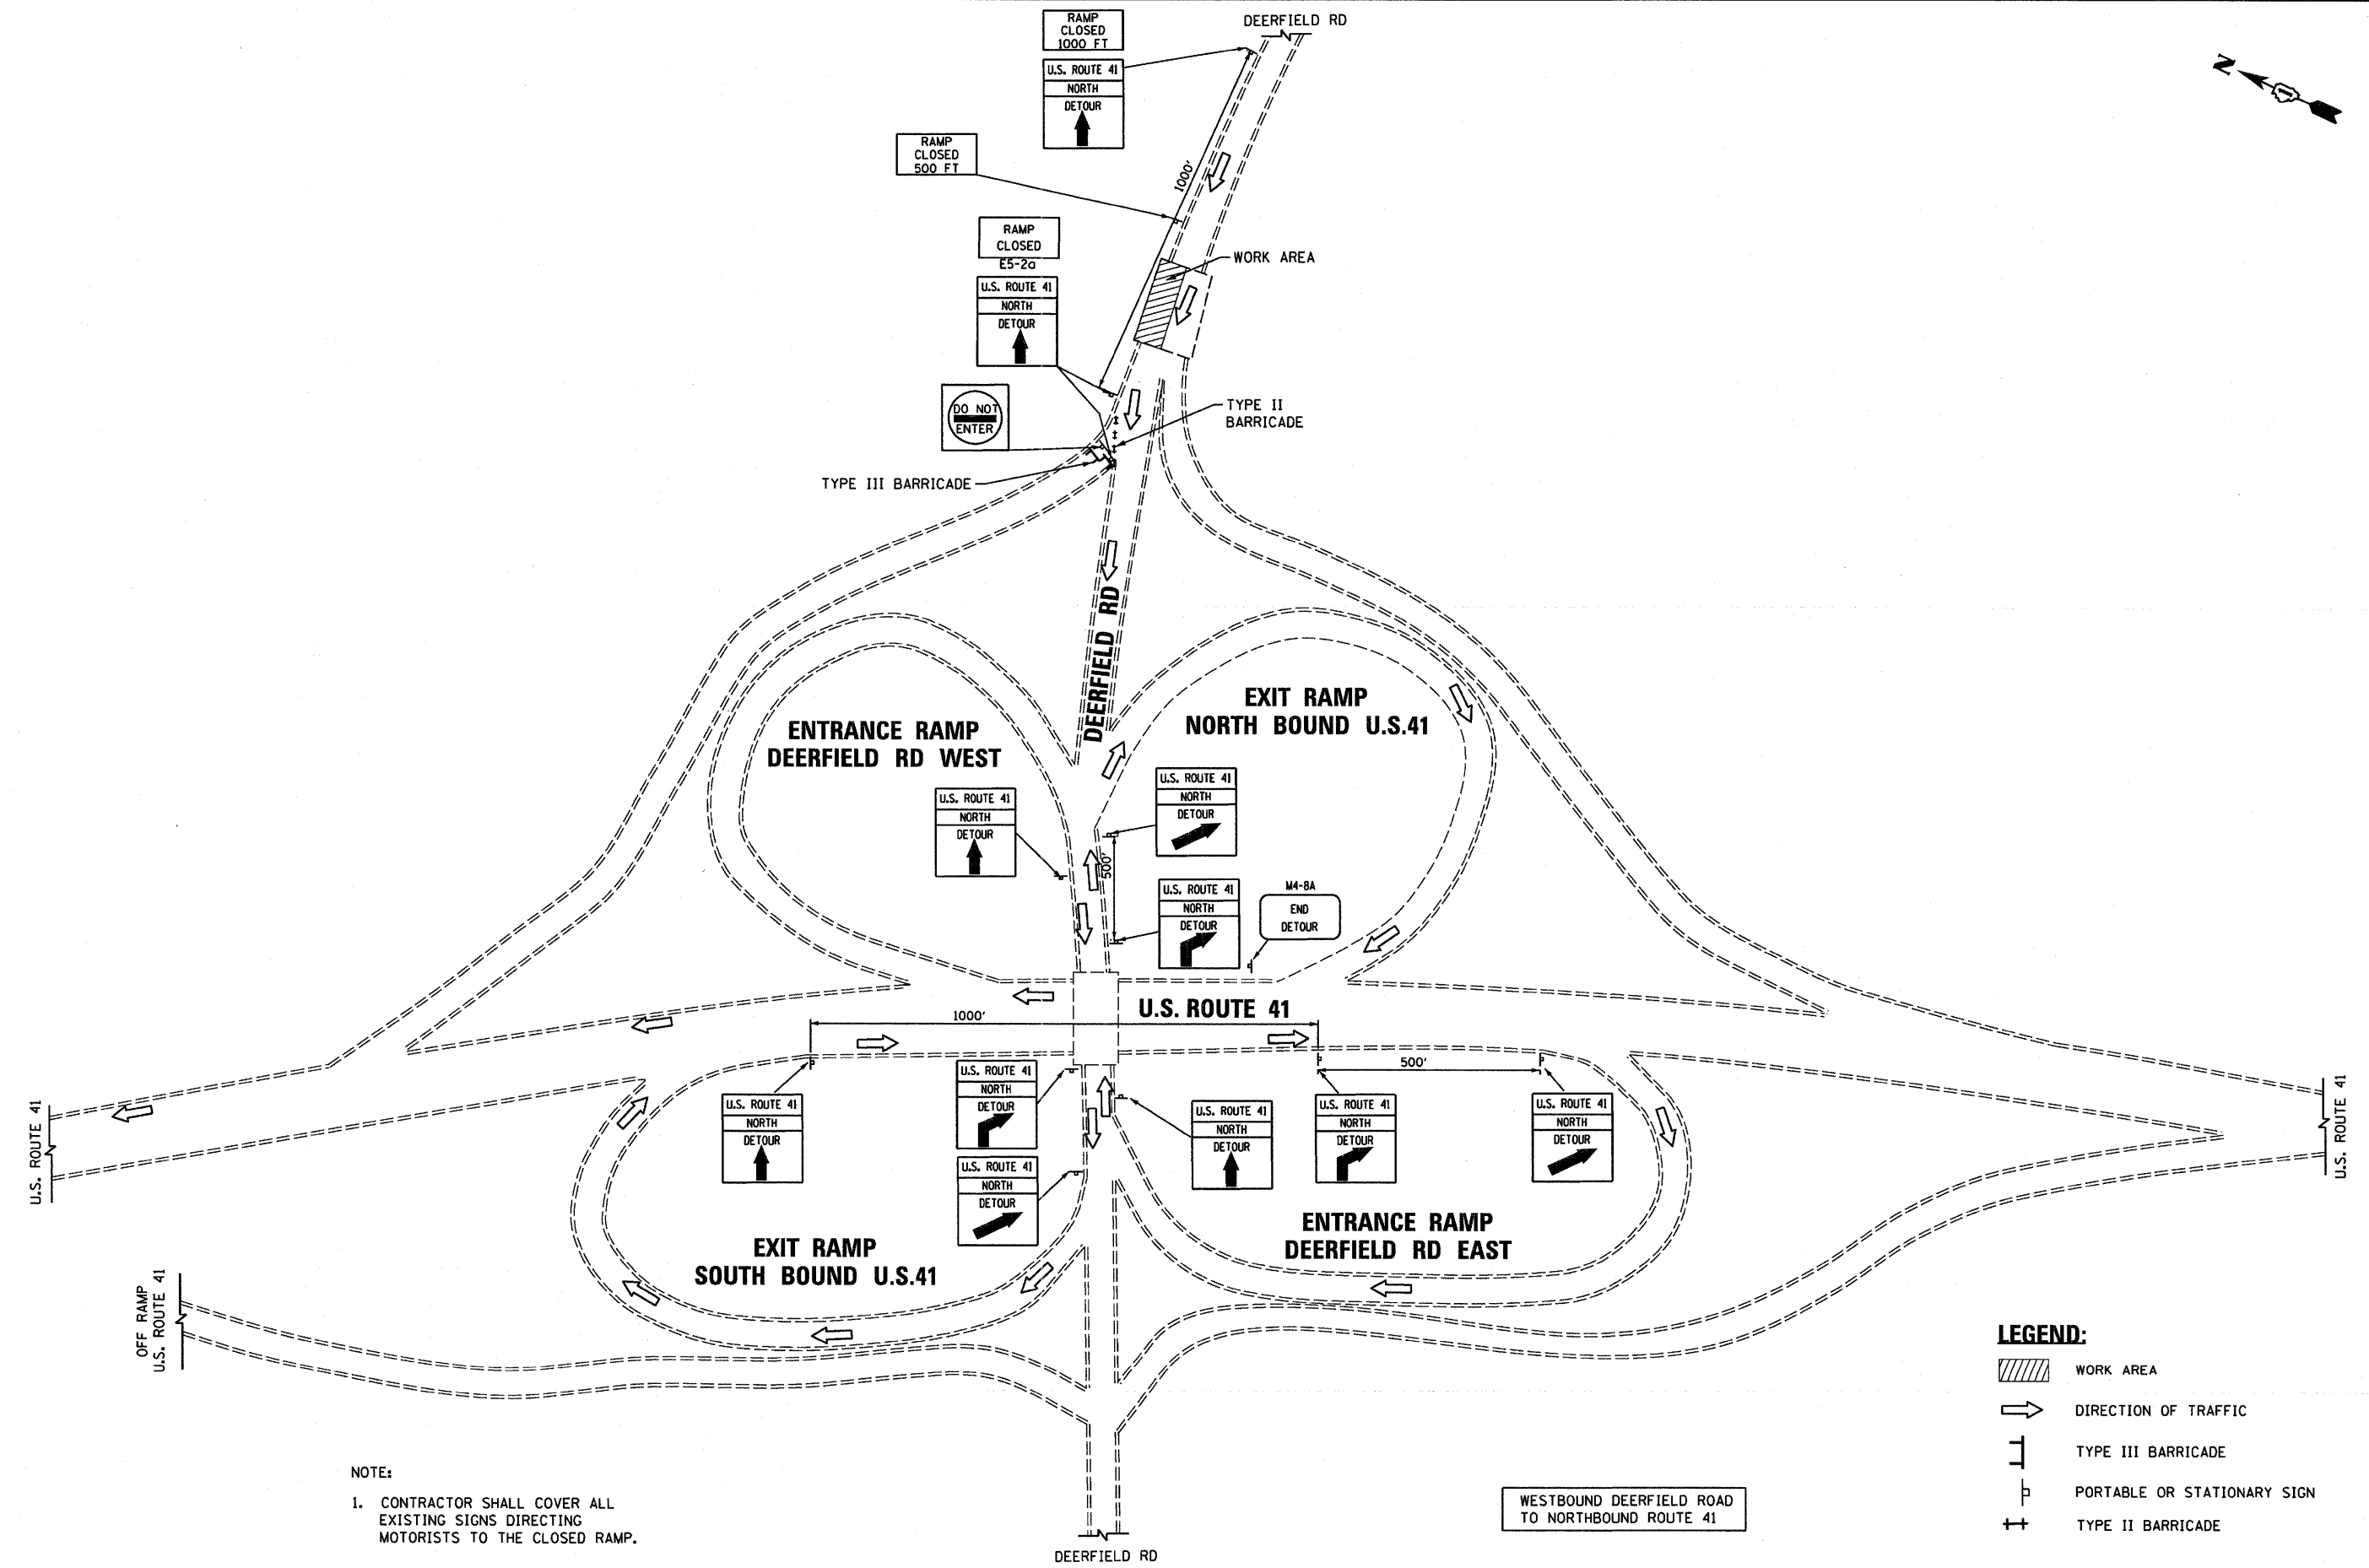 DEERFIELD RD
RAMP
CLOSED
1000 FT
U.S. ROUTE 41
NORTH
DETOUR
N
1000'
RAMP
CLOSED
500 FT
RAMP
CLOSED
E5-2a
U.S. ROUTE 41
NORTH
DETOUR
WORK AREA
DO NOT
ENTER
TYPE II
BARRICADE
TYPE III BARRICADE
DEERFIELD RD
ENTRANCE RAMP
DEERFIELD RD WEST
EXIT RAMP
NORTH BOUND U.S.41
U.S. ROUTE 41
NORTH
DETOUR
U.S. ROUTE 41
NORTH
DETOUR
500'
U.S. ROUTE 41
NORTH
DETOUR
M4-8A
END
DETOUR
U.S. ROUTE 41
1000'
500'
U.S. ROUTE 41
NORTH
DETOUR
U.S. ROUTE 41
NORTH
DETOUR
U.S. ROUTE 41
NORTH
DETOUR
U.S. ROUTE 41
NORTH
DETOUR
U.S. ROUTE 41
NORTH
DETOUR
U.S. ROUTE 41
NORTH
DETOUR
U.S. ROUTE 41
U.S. ROUTE 41
EXIT RAMP
SOUTH BOUND U.S.41
ENTRANCE RAMP
DEERFIELD RD EAST
OFF RAMP
U.S. ROUTE 41
LEGEND:
WORK AREA
DIRECTION OF TRAFFIC
TYPE III BARRICADE
PORTABLE OR STATIONARY SIGN
TYPE II BARRICADE
NOTE:
1. CONTRACTOR SHALL COVER ALL
EXISTING SIGNS DIRECTING
MOTORISTS TO THE CLOSED RAMP.
WESTBOUND DEERFIELD ROAD
TO NORTHBOUND ROUTE 41
DEERFIELD RD